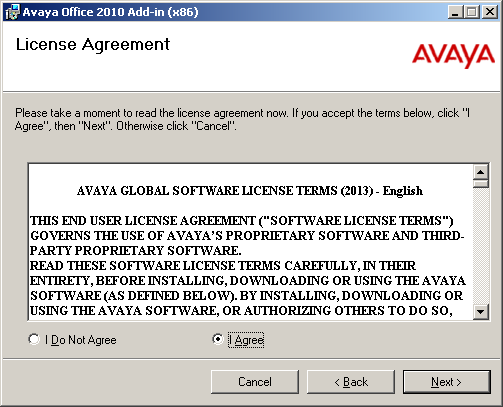 Avaya Office 2010 Add-in (x86)
License Agreement
AVAYA
Please take a moment to read the license agreement now. If you accept the terms below, click "I
Agree", then "Next". Otherwise click "Cancel".
AVAYA GLOBAL SOFTWARE LICENSE TERMS (2013) - English
THIS END USER LICENSE AGREEMENT ("SOFTWARE LICENSE TERMS")
GOVERNS THE USE OF AVAYA'S PROPRIETARY SOFTWARE AND THIRD-
PARTY PROPRIETARY SOFTWARE.
READ THESE SOFTWARE LICENSE TERMS CAREFULLY, IN THEIR
ENTIRETY, BEFORE INSTALLING, DOWNLOADING OR USING THE AVAYA
SOFTWARE (AS DEFINED BELOW). BY INSTALLING, DOWNLOADING OR
USING THE AVAYA SOFTWARE, OR AUTHORIZING OTHERS TO DO SO,
I Do Not Agree
I Agree
Cancel
< Back
Next >